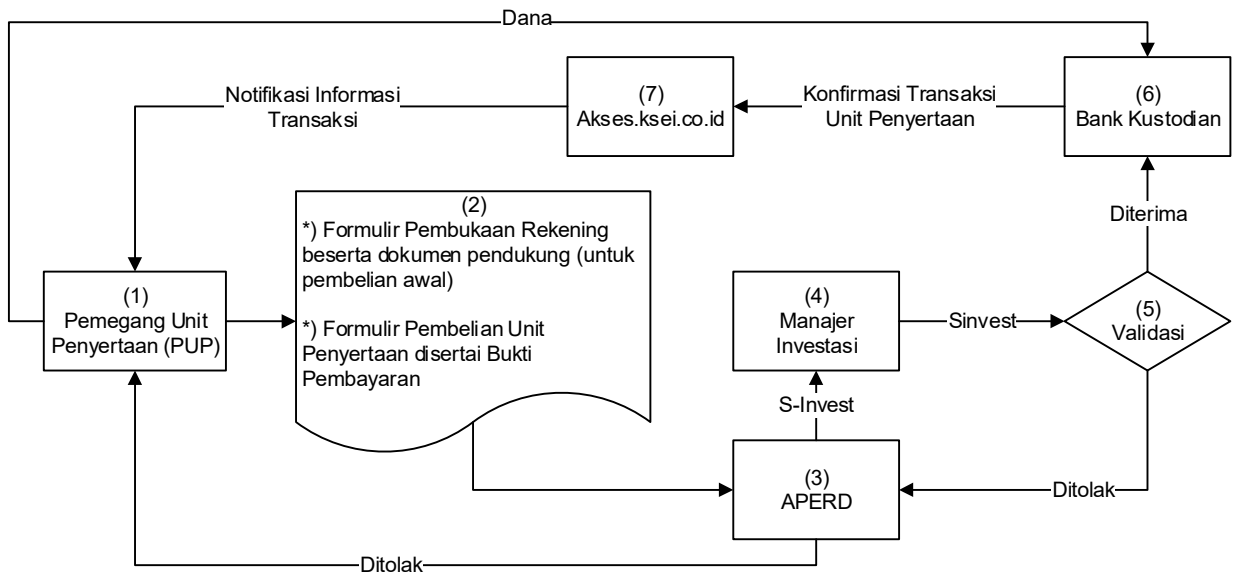 Dana
Notifikasi Informasi
Transaksi
(7)
Akses.ksei.co.id
Konfirmasi Transaksi
Unit Penyertaan
(6)
Bank Kustodian
(2)
*) Formulir Pembukaan Rekening
beserta dokumen pendukung (untuk
pembelian awal)
*) Formulir Pembelian Unit
Penyertaan disertai Bukti
Pembayaran
Diterima
(1)
Pemegang Unit
Penyertaan (PUP)
(4)
Manajer
Investasi
Sinvest
(5)
Validasi
S-Invest
(3)
APERD
Ditolak
Ditolak